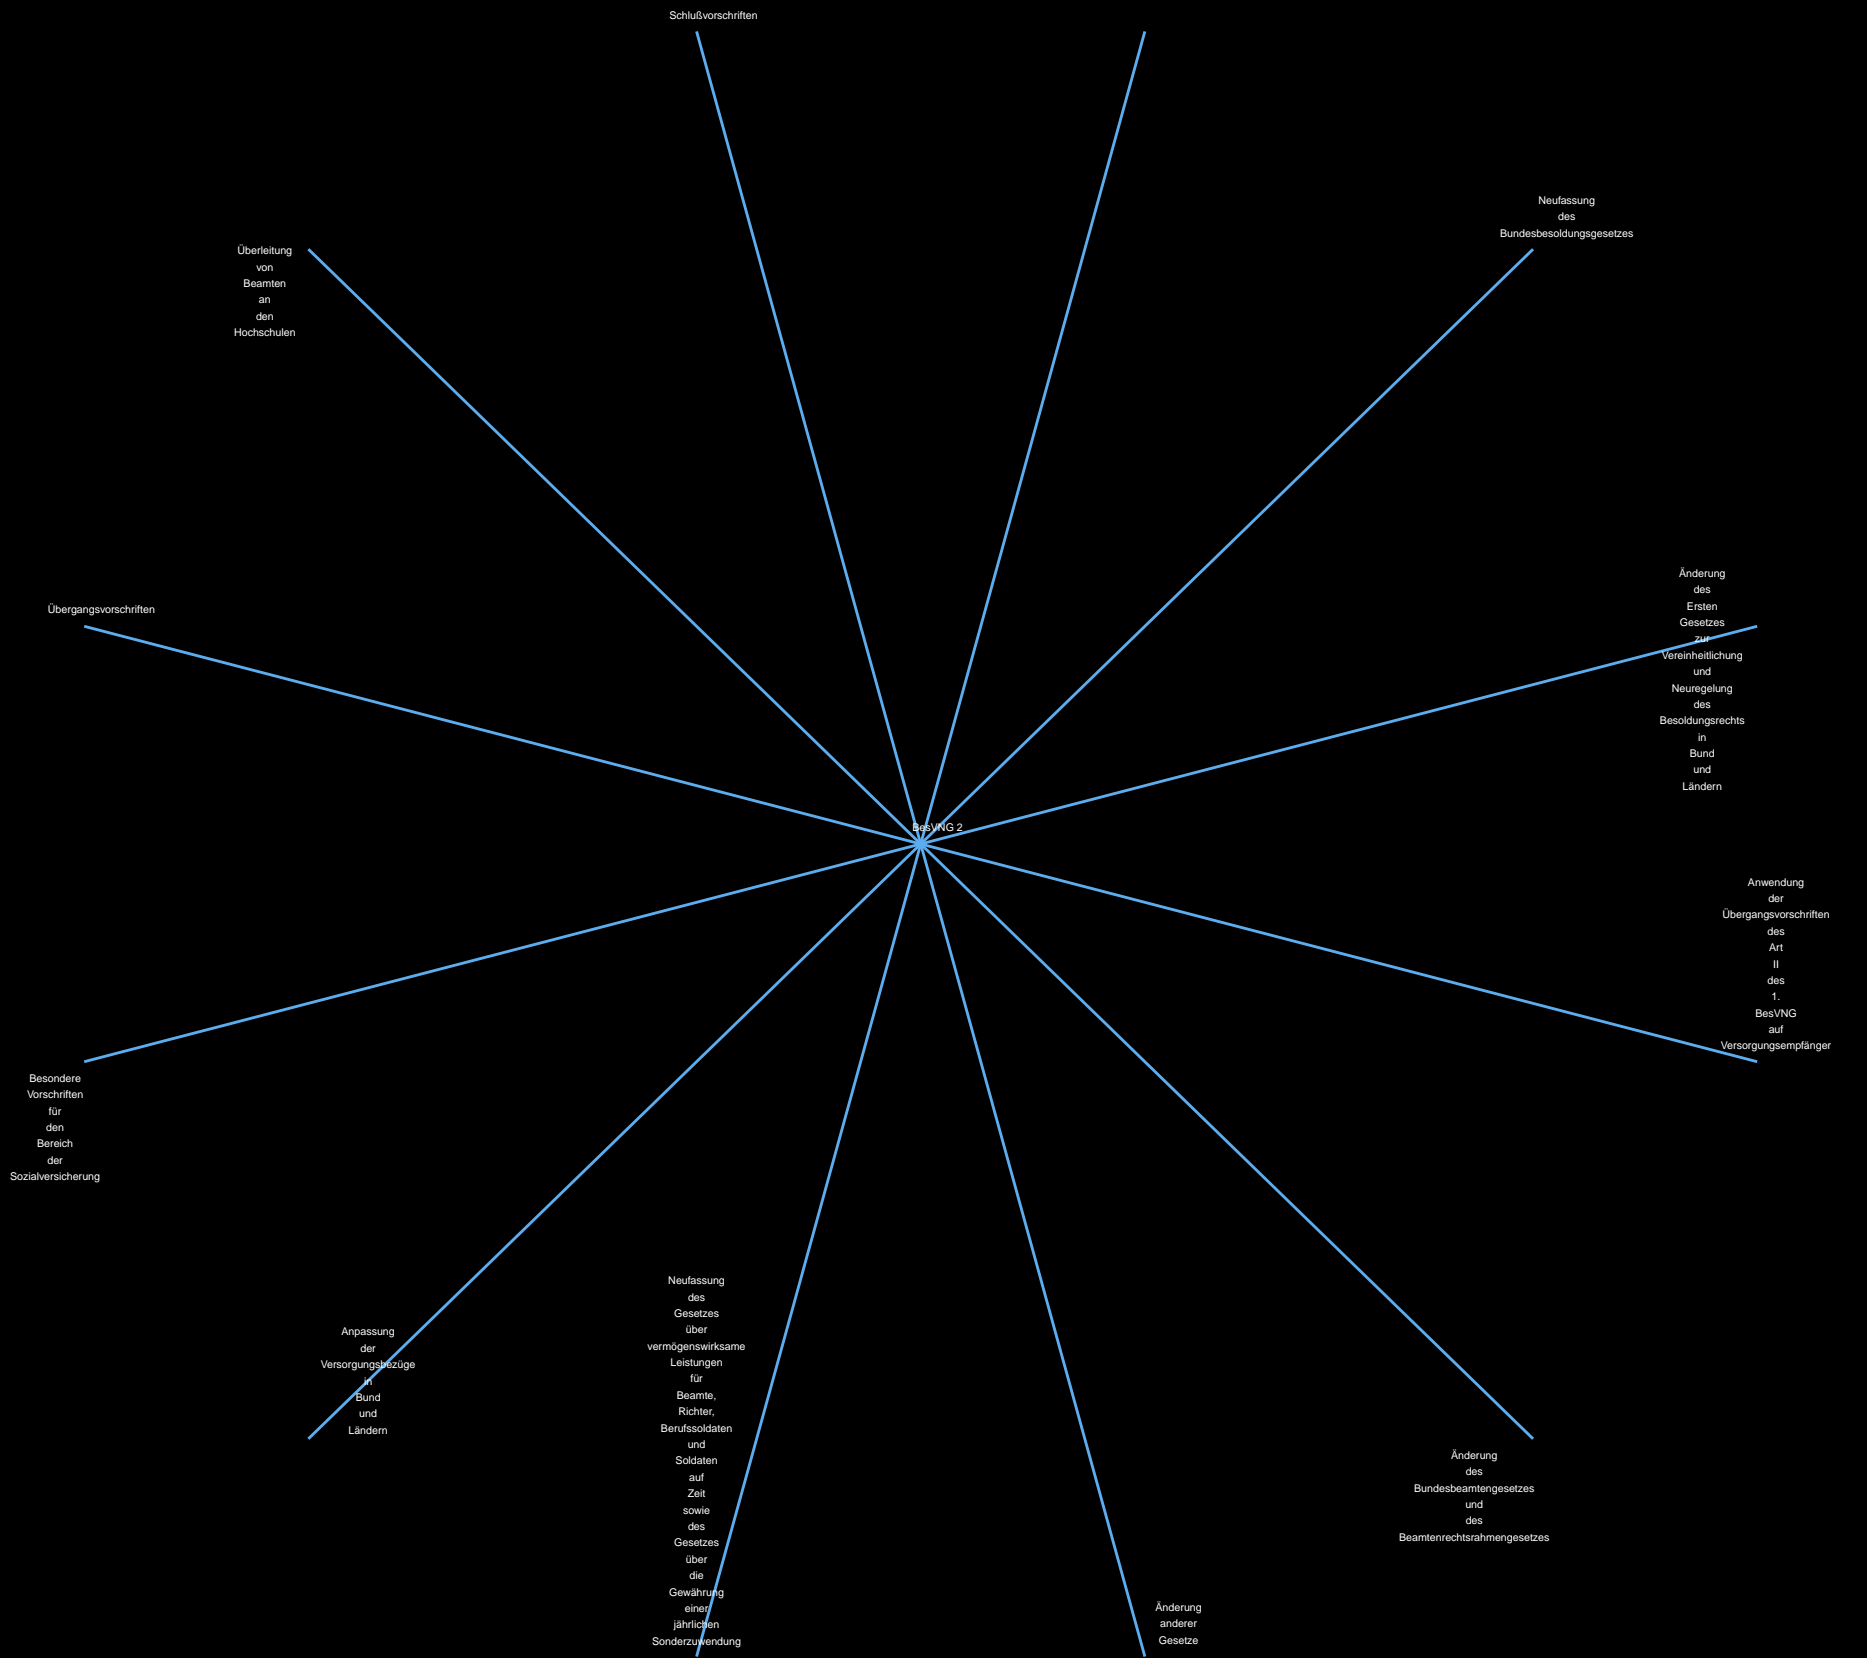 Schlußvorschriften
Neufassung
des
Bundesbesoldungsgesetzes
Überleitung
von
Beamten
an
den
Hochschulen
Änderung
des
Ersten
Gesetzes
zur
Vereinheitlichung
und
Neuregelung
des
Besoldungsrechts
in
Bund
und
Ländern
Übergangsvorschriften
BesVNG 2
Anwendung
der
Übergangsvorschriften
des
Art
II
des
1.
BesVNG
auf
Versorgungsempfänger
Besondere
Vorschriften
für
den
Bereich
der
Sozialversicherung
Anpassung
der
Versorgungsbezüge
in
Bund
und
Ländern
Neufassung
des
Gesetzes
über
vermögenswirksame
Leistungen
für
Beamte,
Richter,
Berufssoldaten
und
Soldaten
auf
Zeit
sowie
des
Gesetzes
über
die
Gewährung
einer
jährlichen
Sonderzuwendung
Änderung
des
Bundesbeamtengesetzes
und
des
Beamtenrechtsrahmengesetzes
Änderung
anderer
Gesetze